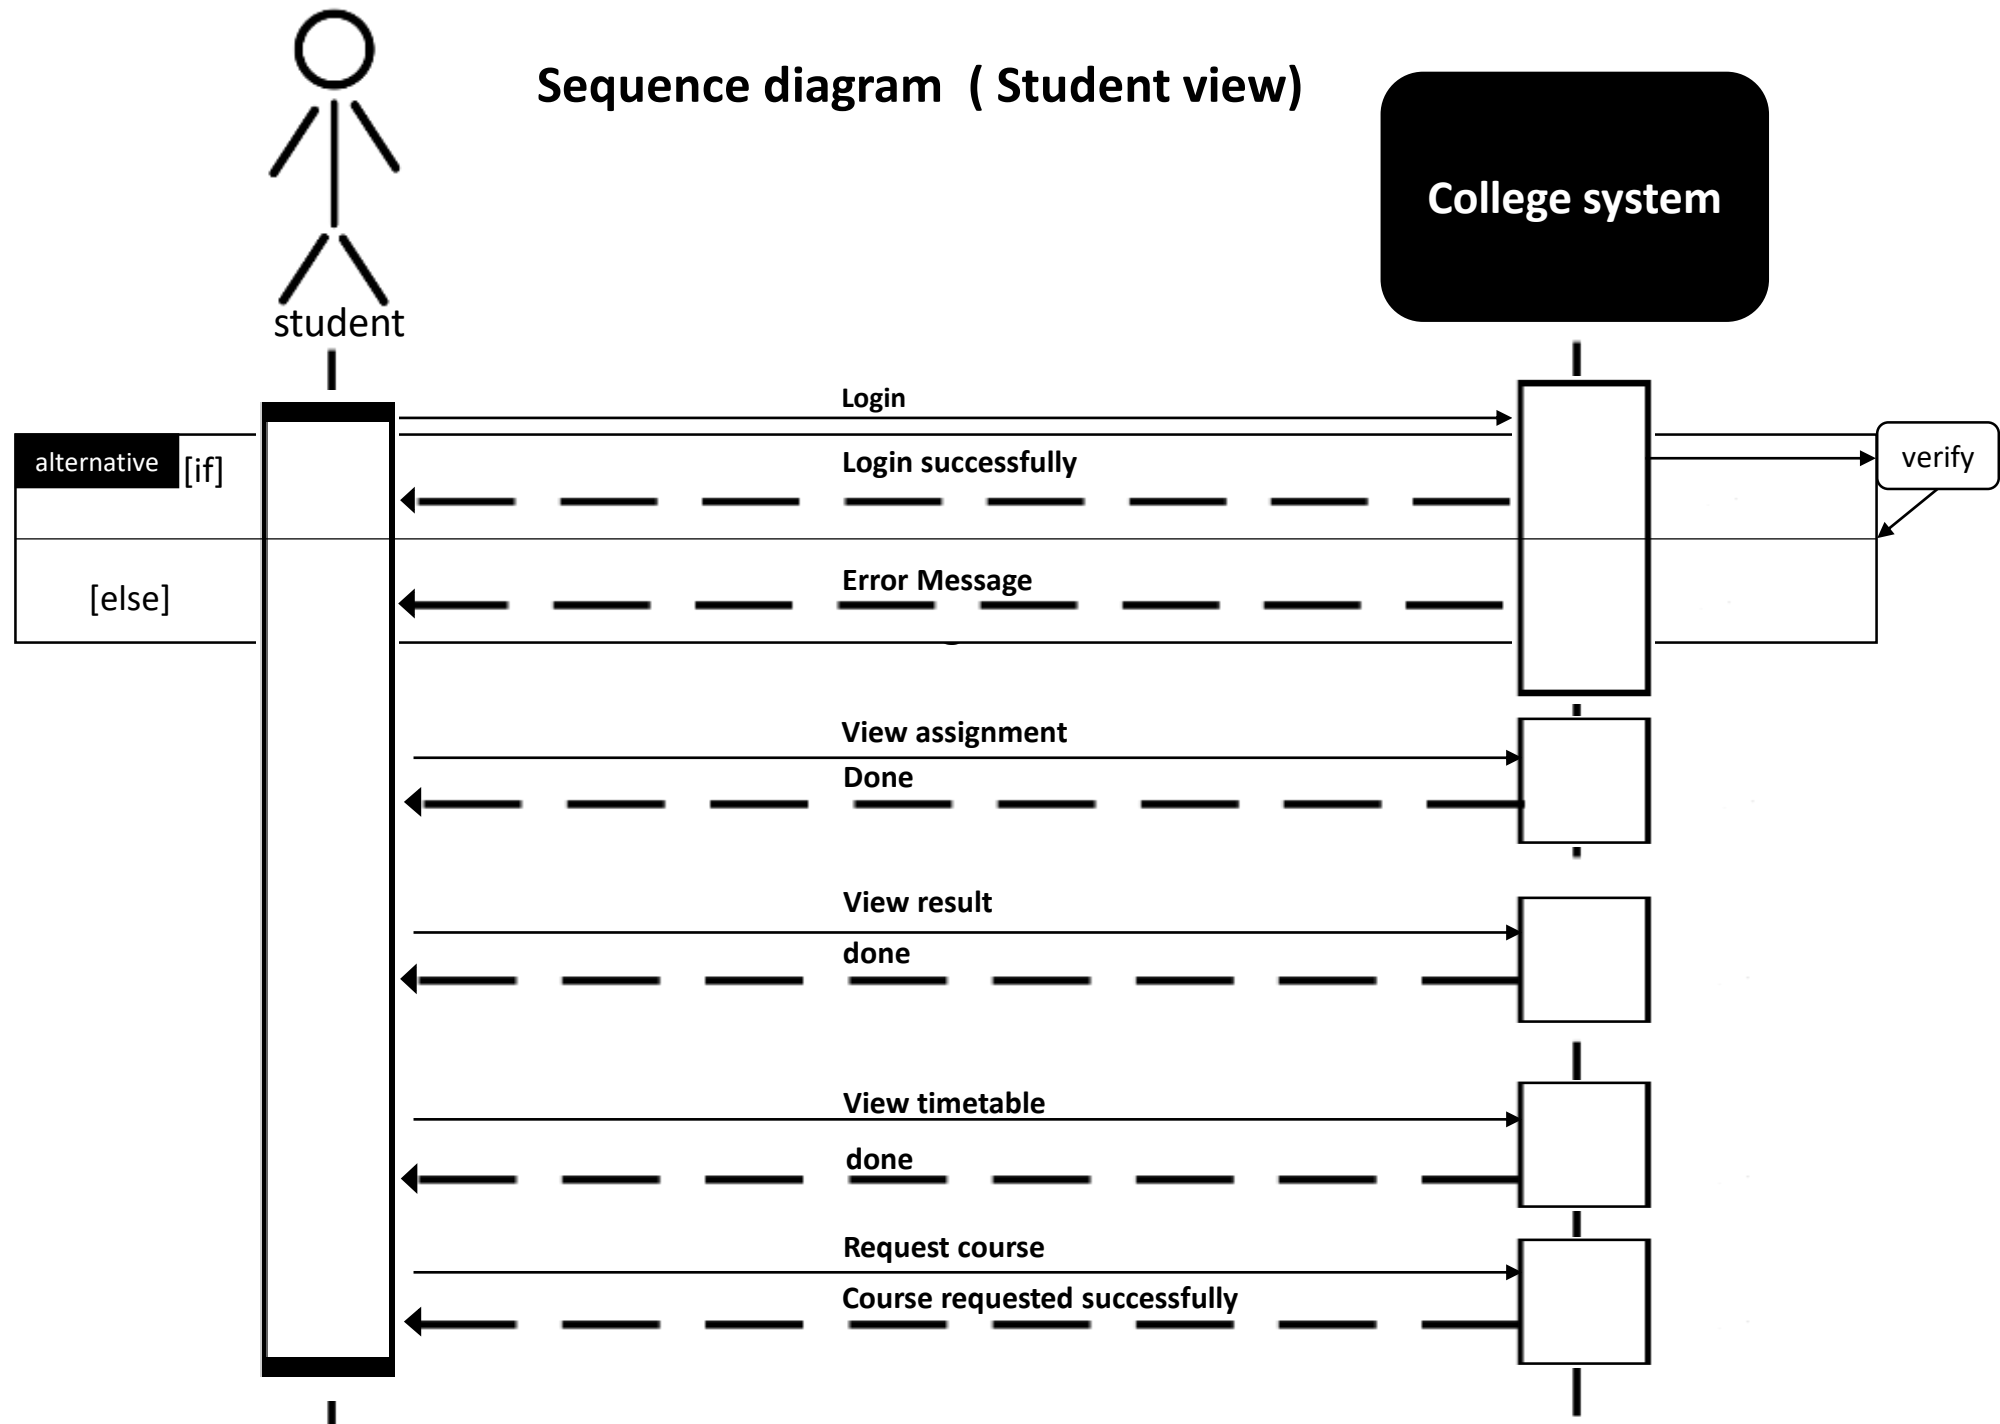 Sequence diagram  ( Student view)
College system
student
Login
alternative
[if]
Login successfully
verify
Error Message
[else]
View assignment
Done
View result
done
View timetable
done
Request course
Course requested successfully